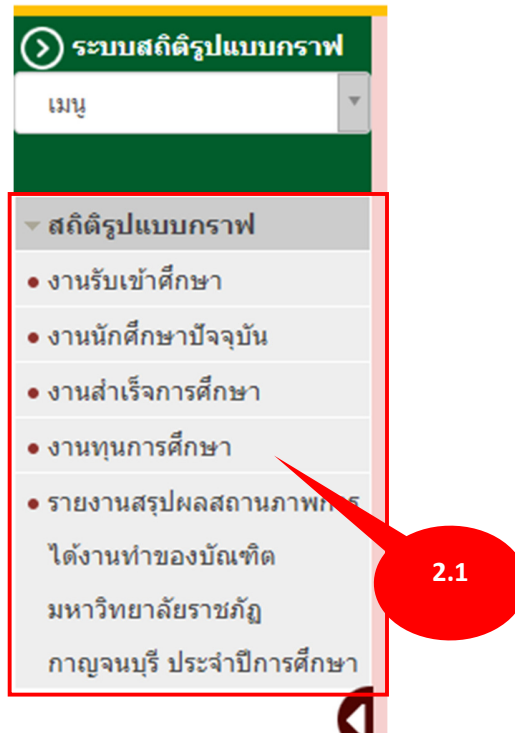 ระบบสถิติรูปแบบกราฟ
เมนู
สถิติรูปแบบกราฟ
งานรับเข้าศึกษา
งานนักศึกษาปัจจุบัน
งานสำเร็จการศึกษา
งานทุนการศึกษา
รายงานสรุปผลสถานภาพการ
ได้งานทำของบัณฑิต
มหาวิทยาลัยราชภัฏ
กาญจนบุรี ประจำปีการศึกษา
2.1